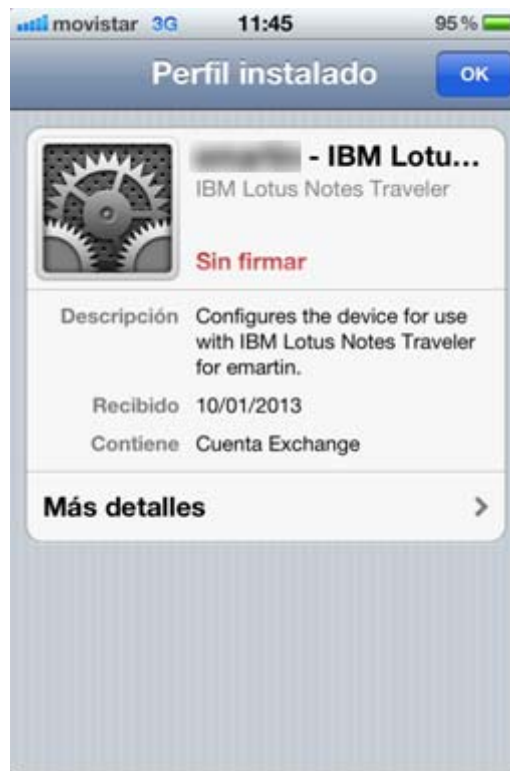 movistar 3G 11:45 95 %
Perfil instalado OK
- IBM Lotu...
IBM Lotus Notes Traveler
Sin firmar
Descripción Configures the device for use
with IBM Lotus Notes Traveler
for emartin.
Recibido 10/01/2013
Contiene Cuenta Exchange
Más detalles